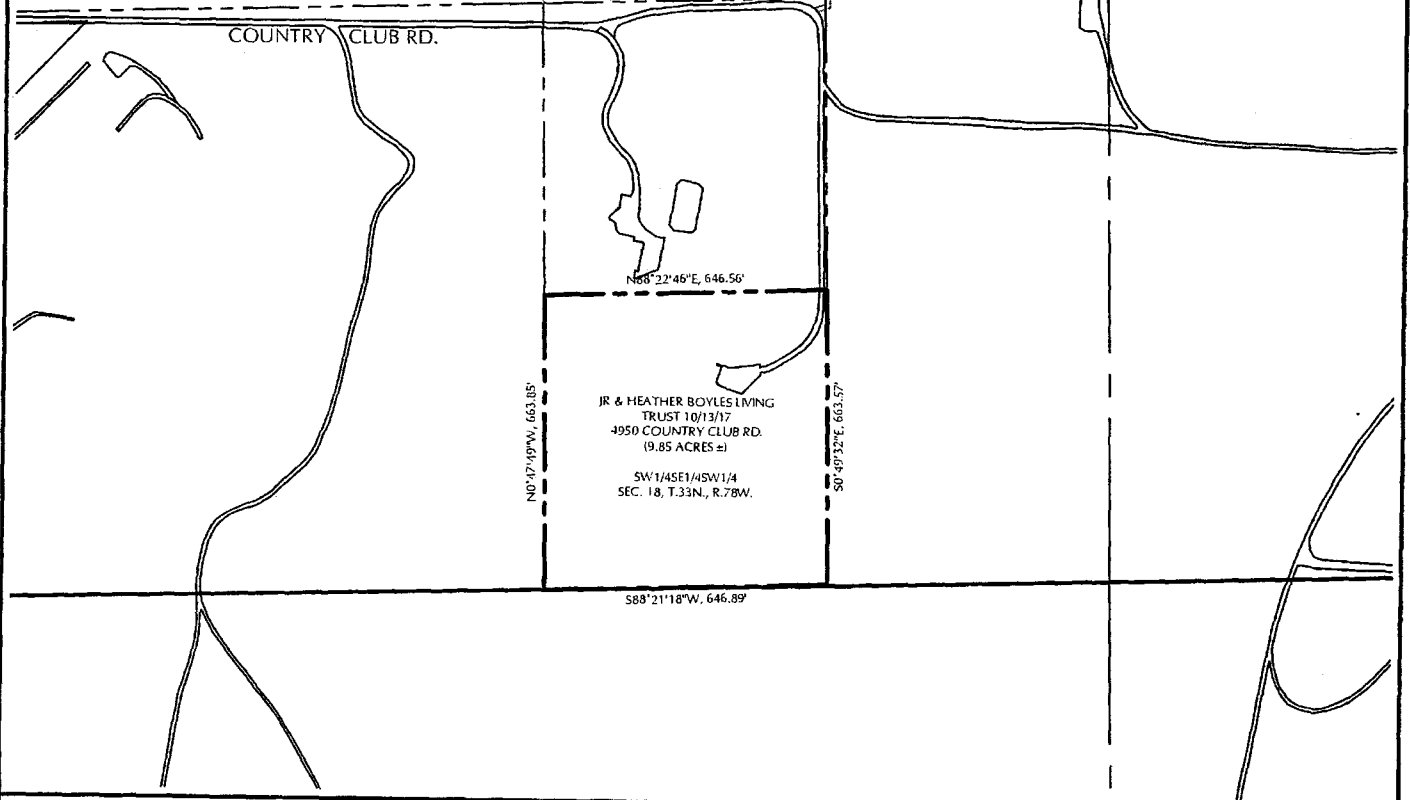 COUNTRY CLUB RD.
N88°22'46"E, 646.56'
N0°47'49"W, 663.85'
S0°49'32"E, 663.57'
JR & HEATHER BOYLES LIVING
TRUST 10/13/17
4950 COUNTRY CLUB RD.
(9.85 ACRES ±)
SW1/4SE1/4SW1/4
SEC. 18, T.33N., R.78W.
S88°21'18"W, 646.89'